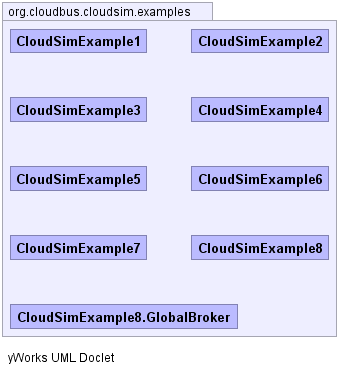 org.cloudbus.cloudsim.examples
CloudSimExample1 CloudSimExample2
CloudSimExample3 CloudSimExample4
CloudSimExample5 CloudSimExample6
CloudSimExample7 CloudSimExample8
CloudSimExample8.GlobalBroker
yWorks UML Doclet